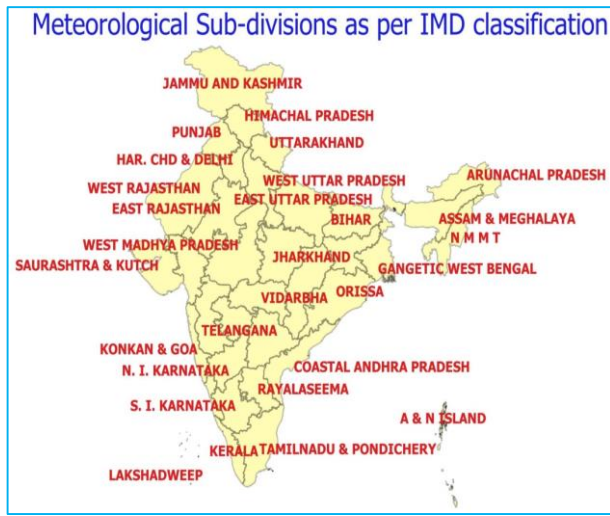 Meteorological Sub-divisions as per IMD classification
JAMMU AND KASHMIR
HIMACHAL PRADESH
PUNJAB
UTTARAKHAND
HAR. CHD & DELHI
ARUNACHAL PRADESH
WEST UTTAR PRADESH
WEST RAJASTHAN
EAST UTTAR PRADESH
EAST RAJASTHAN
BIHAR
ASSAM & MEGHALAYA
N M M T
WEST MADHYA PRADESH
JHARKHAND
SAURASHTRA & KUTCH
GANGETIC WEST BENGAL
ORISSA
VIDARBHA
TELANGANA
KONKAN & GOA
COASTAL ANDHRA PRADESH
N. I. KARNATAKA
RAYALASEEMA
S. I. KARNATAKA
A & N ISLAND
KERALA
TAMILNADU & PONDICHERY
LAKSHADWEEP